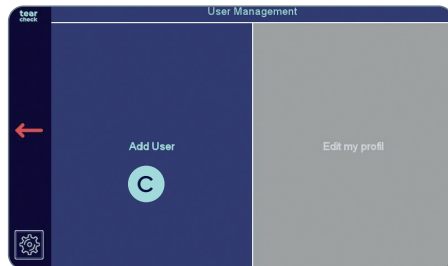 tear
check
User Management
Add User
Edit my profil
C